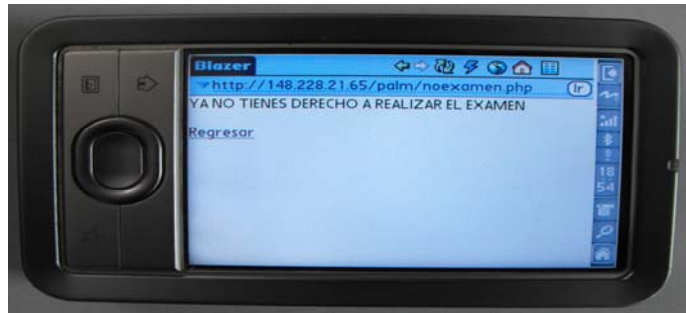 Blazer
http://148.228.21.65/palm/noexamen.php
Ir
YA NO TIENES DERECHO A REALIZAR EL EXAMEN
Regresar
18
54